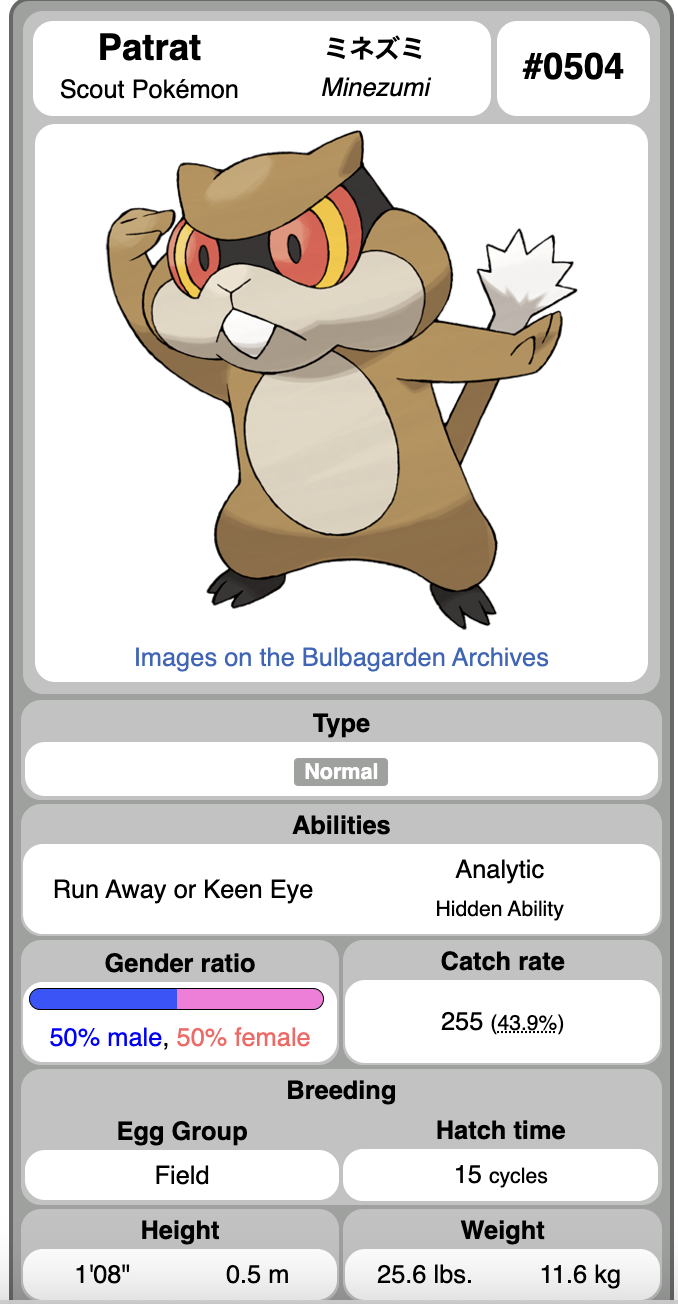 Patrat
Scout Pokémon
ミネズミ
Minezumi
#0504
Images on the Bulbagarden Archives
Type
Normal
Abilities
Run Away or Keen Eye
Analytic
Hidden Ability
Gender ratio
50% male, 50% female
Catch rate
255 (43.9%)
Breeding
Egg Group
Field
Hatch time
15 cycles
Height
1'08" 0.5 m
Weight
25.6 lbs. 11.6 kg